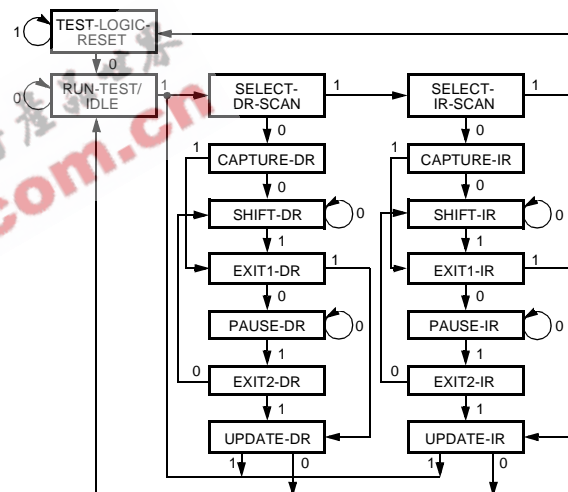 TEST-LOGIC-
RESET
1
0
RUN-TEST/
IDLE
0
1
SELECT-
DR-SCAN
1
SELECT-
IR-SCAN
1
0
0
1
CAPTURE-DR
1
CAPTURE-IR
0
0
SHIFT-DR
0
SHIFT-IR
0
1
1
EXIT1-DR
1
EXIT1-IR
1
0
0
PAUSE-DR
0
PAUSE-IR
0
1
1
0
EXIT2-DR
0
EXIT2-IR
1
1
UPDATE-DR
UPDATE-IR
1
0
1
0
com.cn